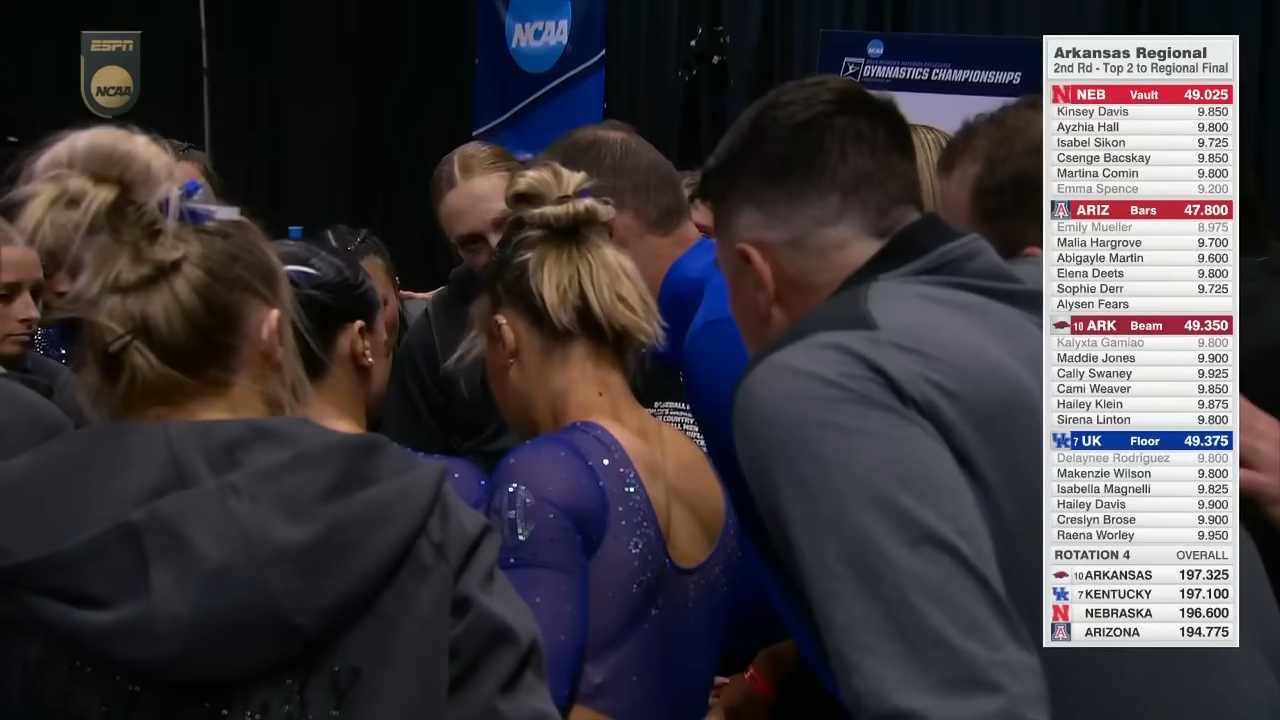 ESPN
NCAA
NCAA
GYMNASTICS CHAMPIONSHIPS
Arkansas Regional
2nd Rd - Top 2 to Regional Final
NEB Vault 49.025
Kinsey Davis 9.850
Ayzhia Hall 9.800
Isabel Sikon 9.725
Csenge Bacskay 9.850
Martina Comin 9.800
Emma Spence 9.200
A ARIZ Bars 47.800
Emily Mueller 8.975
Malia Hargrove 9.700
Abigayle Martin 9.600
Elena Deets 9.800
Sophie Derr 9.725
Alysen Fears
10 ARK Beam 49.350
Kalyxta Gamiao 9.800
Maddie Jones 9.900
Cally Swaney 9.925
Cami Weaver 9.850
Hailey Klein 9.875
Sirena Linton 9.800
UK 7 UK Floor 49.375
Delaynee Rodriguez 9.800
Makenzie Wilson 9.800
Isabella Magnelli 9.825
Hailey Davis 9.900
Creslyn Brose 9.900
Raena Worley 9.950
ROTATION 4 OVERALL
10 ARKANSAS 197.325
UK 7 KENTUCKY 197.100
N NEBRASKA 196.600
A ARIZONA 194.775